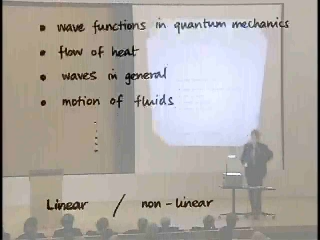 • wave functions in quantum mechanics
• flow of heat
• waves in general
• motion of fluids
Linear / non-linear